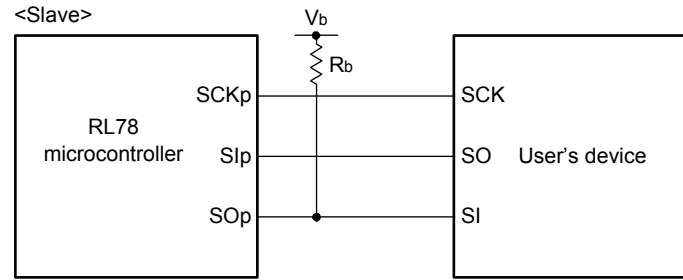 <Slave>
Vb
Rb
SCKp
SCK
RL78
microcontroller
SIp
SO
User's device
SOp
SI